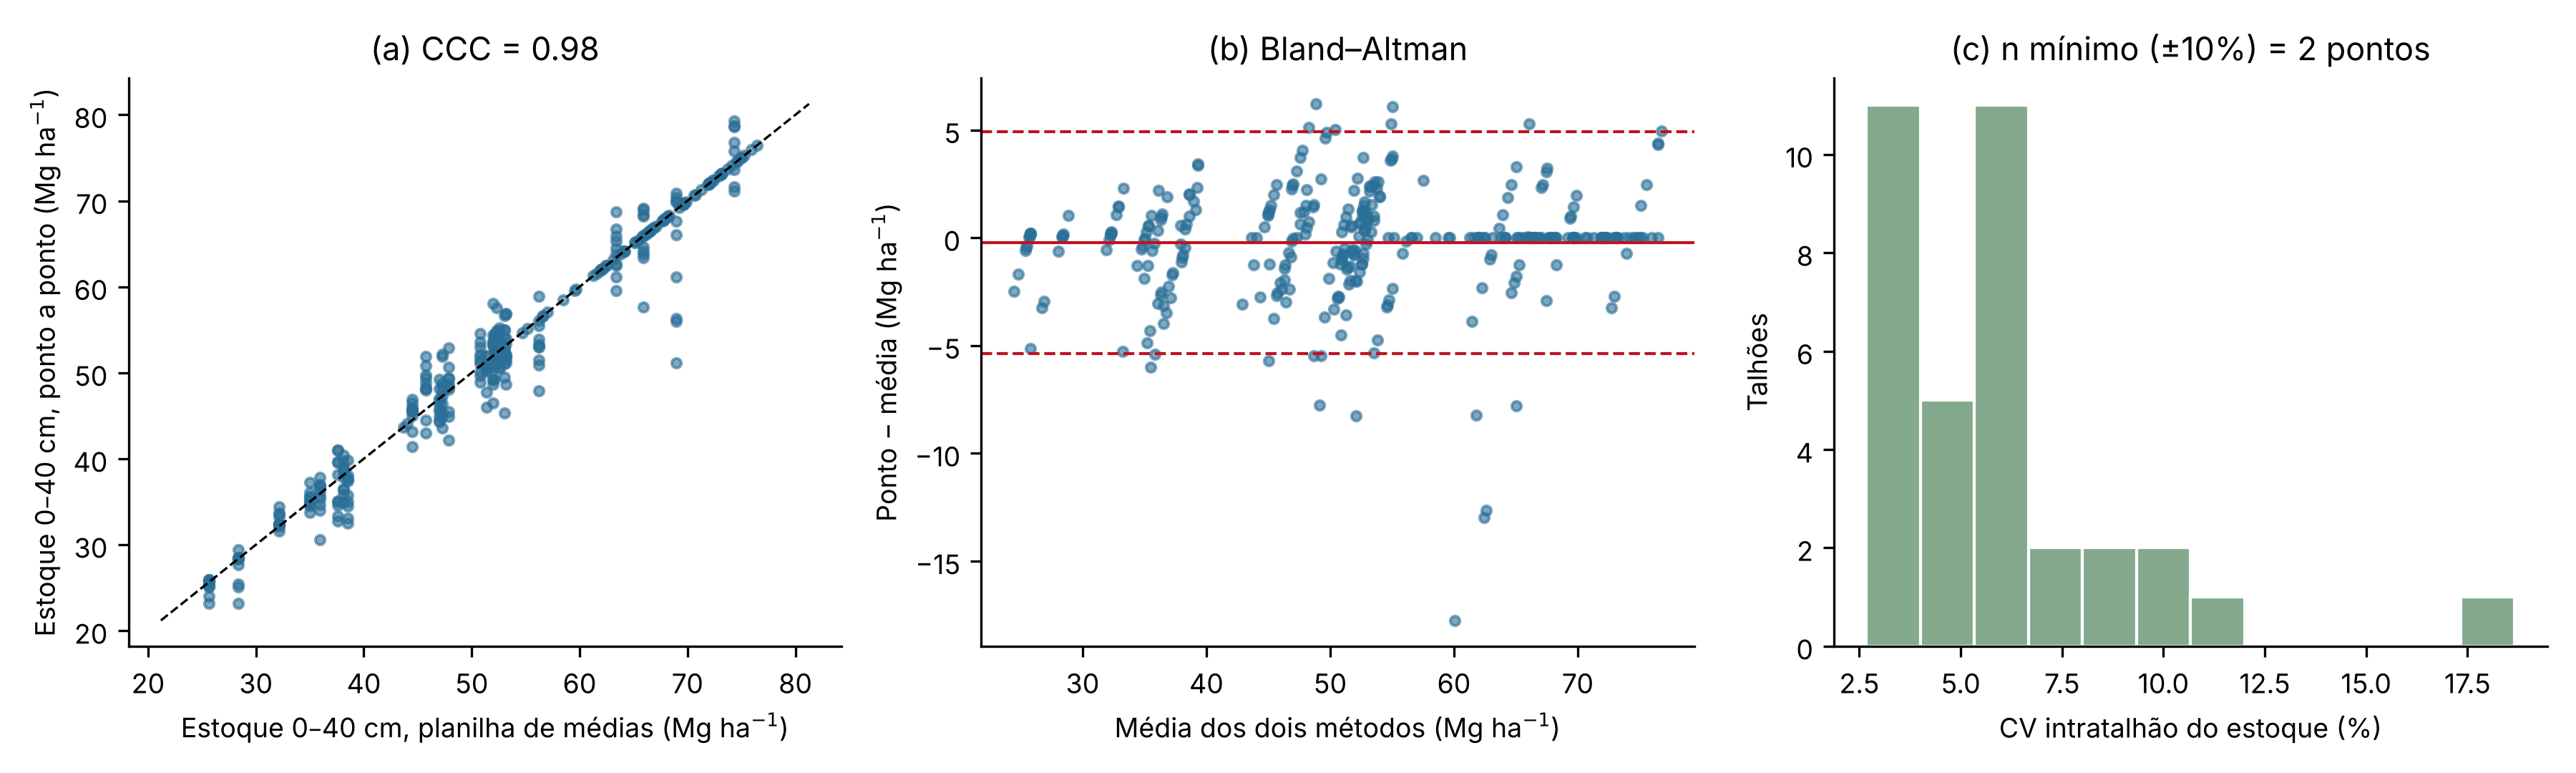 (a) CCC = 0.98
Estoque 0–40 cm, ponto a ponto (Mg ha⁻¹)
80
70
60
50
40
30
20
20 30 40 50 60 70 80
Estoque 0–40 cm, planilha de médias (Mg ha⁻¹)
(b) Bland–Altman
Ponto − média (Mg ha⁻¹)
5
0
−5
−10
−15
30 40 50 60 70
Média dos dois métodos (Mg ha⁻¹)
(c) n mínimo (±10%) = 2 pontos
Talhões
10
8
6
4
2
0
2.5 5.0 7.5 10.0 12.5 15.0 17.5
CV intratalhão do estoque (%)